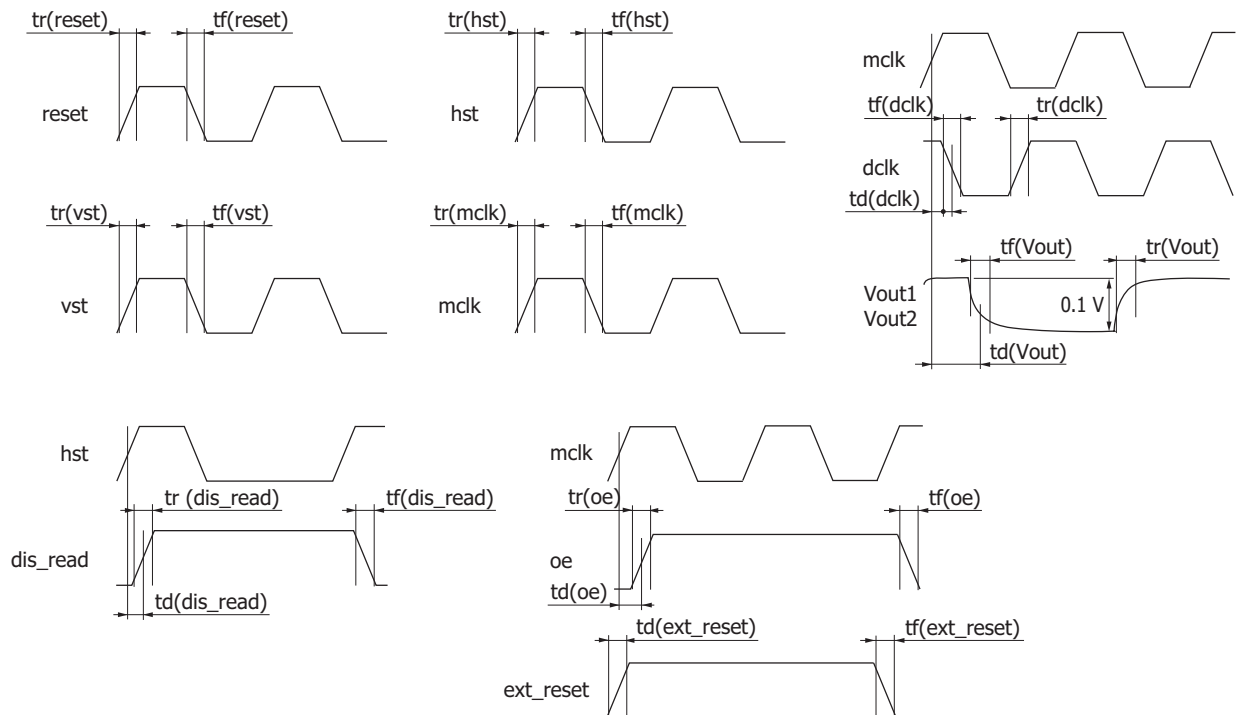 tr(reset)
tf(reset)
reset
tr(hst)
tf(hst)
hst
mclk
tf(dclk)
tr(dclk)
dclk
td(dclk)
tr(vst)
tf(vst)
vst
tr(mclk)
tf(mclk)
mclk
tf(Vout)
tr(Vout)
Vout1
Vout2
0.1 V
td(Vout)
hst
tr (dis_read)
tf(dis_read)
dis_read
td(dis_read)
mclk
tr(oe)
tf(oe)
oe
td(oe)
td(ext_reset)
tf(ext_reset)
ext_reset